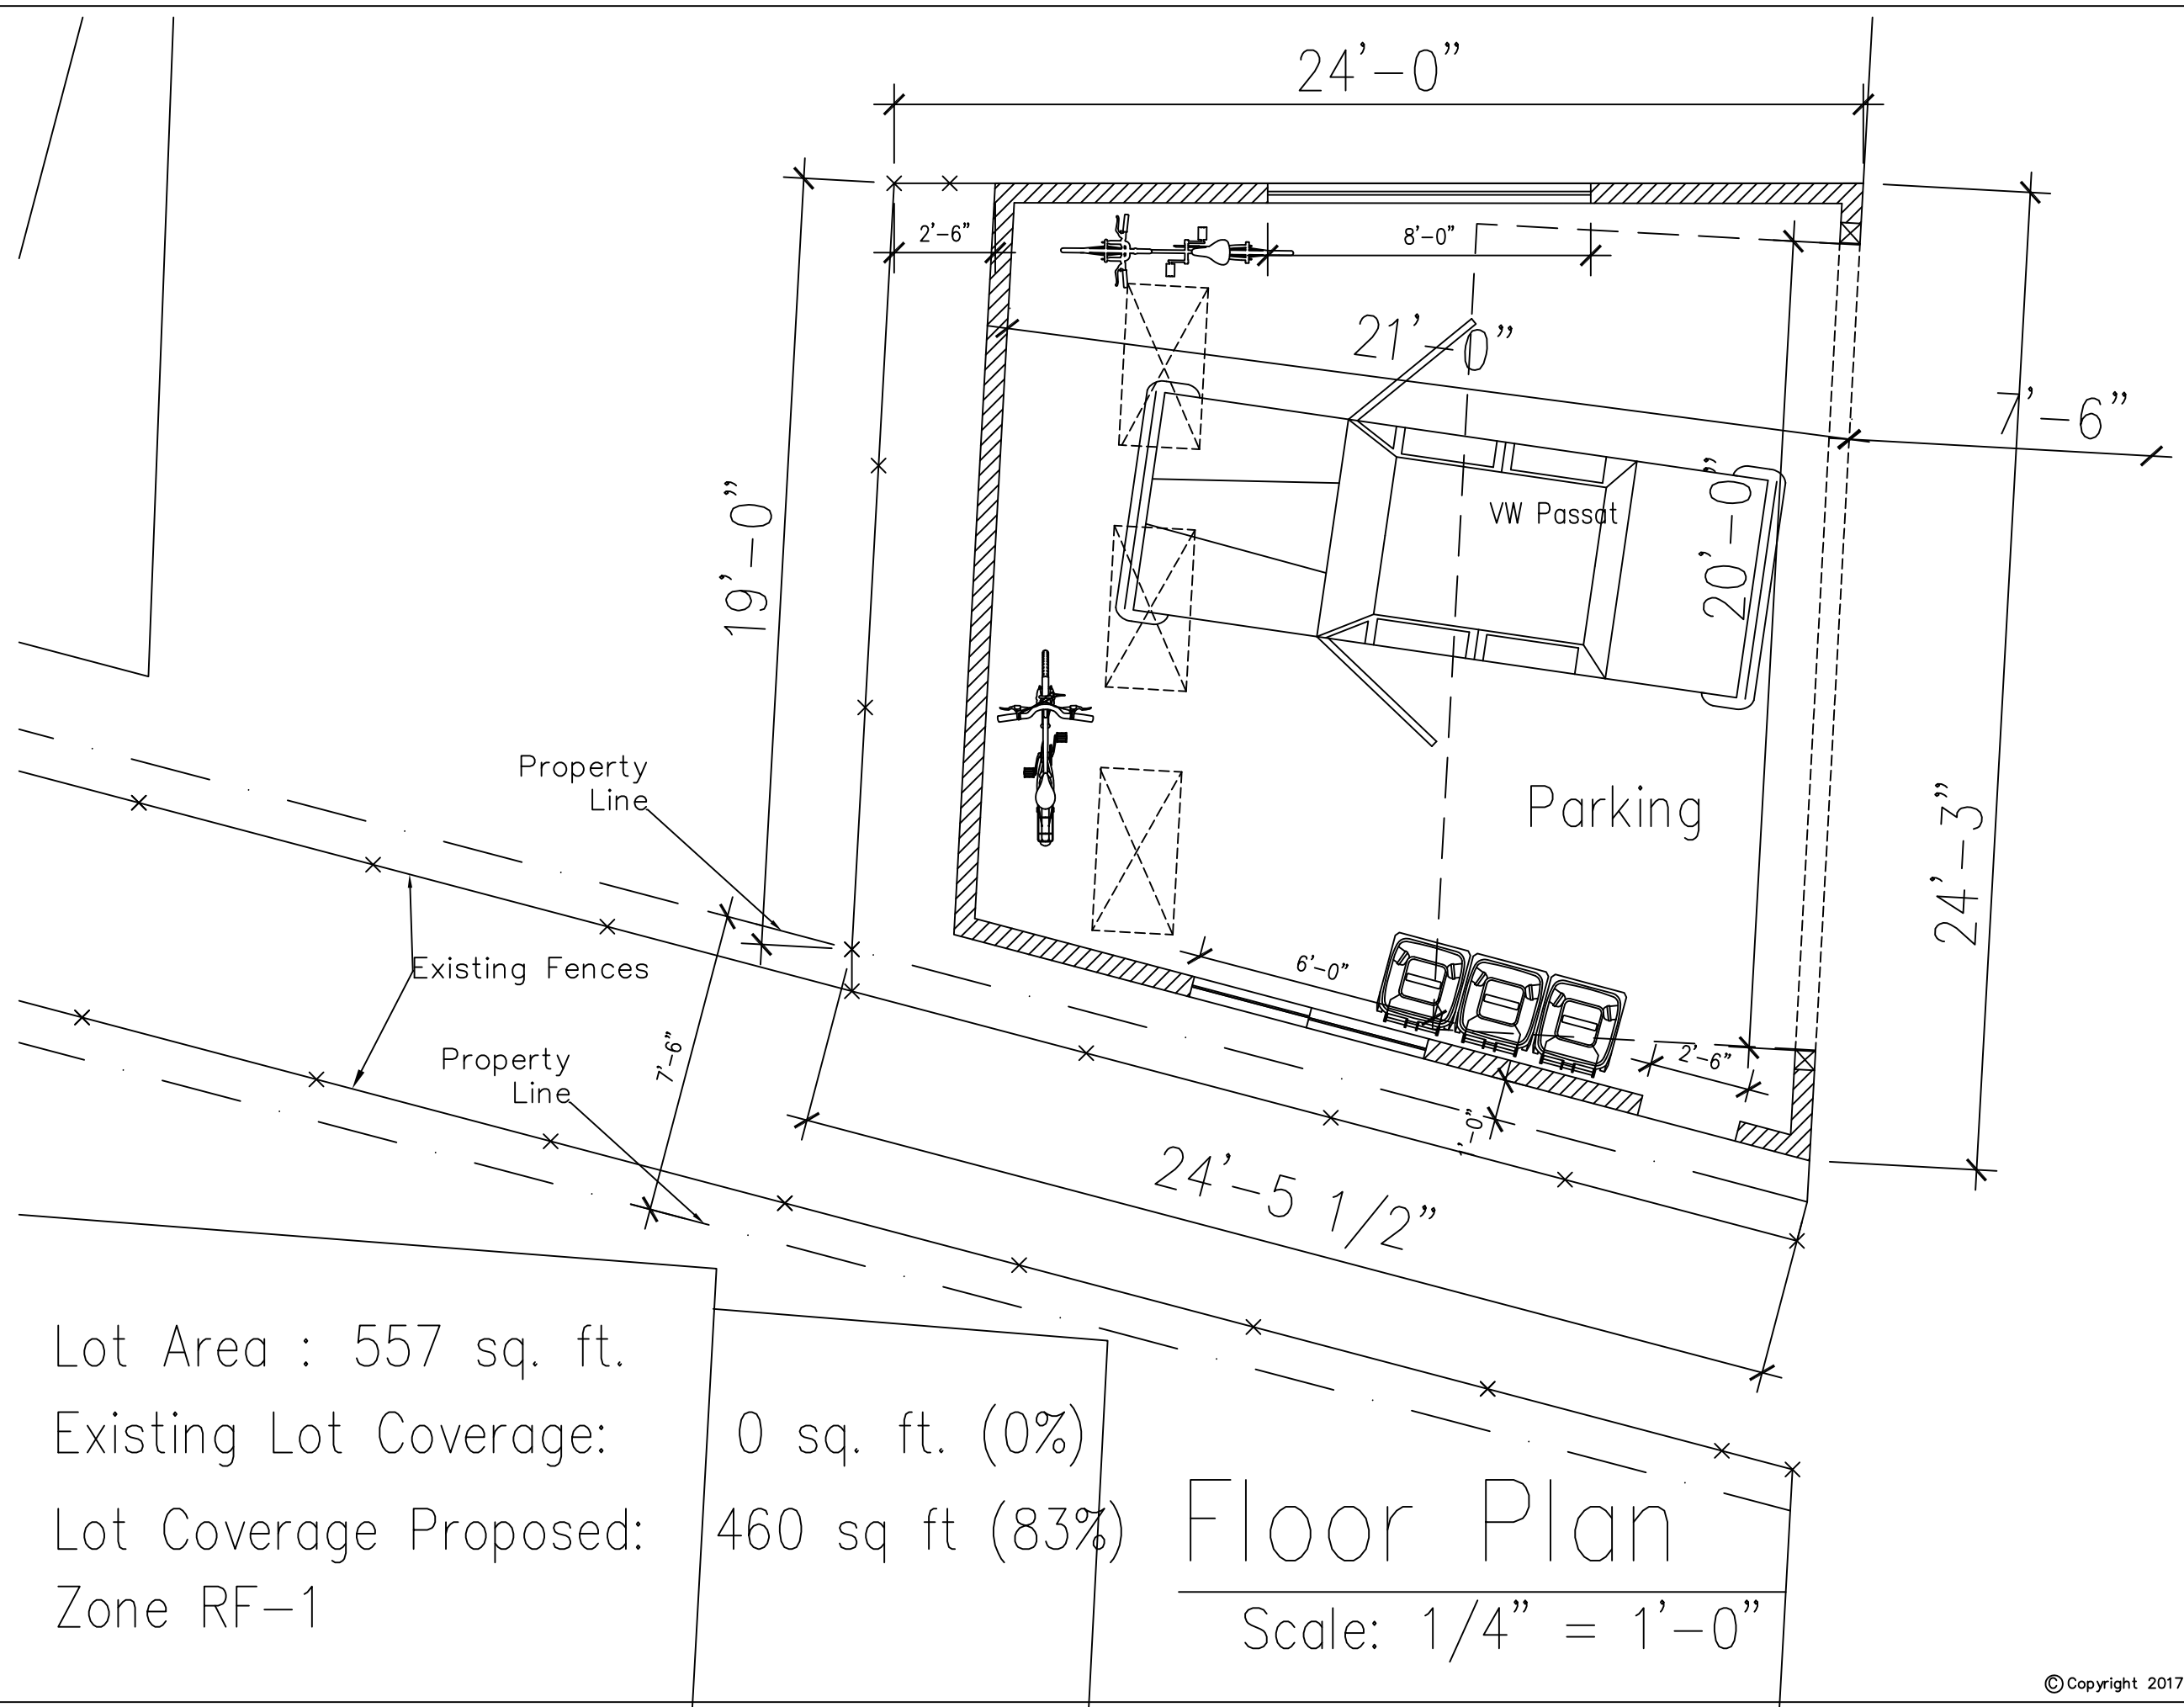 24'-0"
2'-6"
8'-0"
21'-0"
7'-6"
19'-0"
20'-0"
VW Passat
Property
Line
Parking
24'-3"
Existing Fences
6'-0"
7'-6"
Property
Line
2'-6"
24'-5 1/2"
Lot Area : 557 sq. ft.
Existing Lot Coverage: 0 sq. ft. (0%)
Lot Coverage Proposed: 460 sq ft (83%)
Zone RF-1
Floor Plan
Scale: 1/4" = 1'-0"
© Copyright 2017